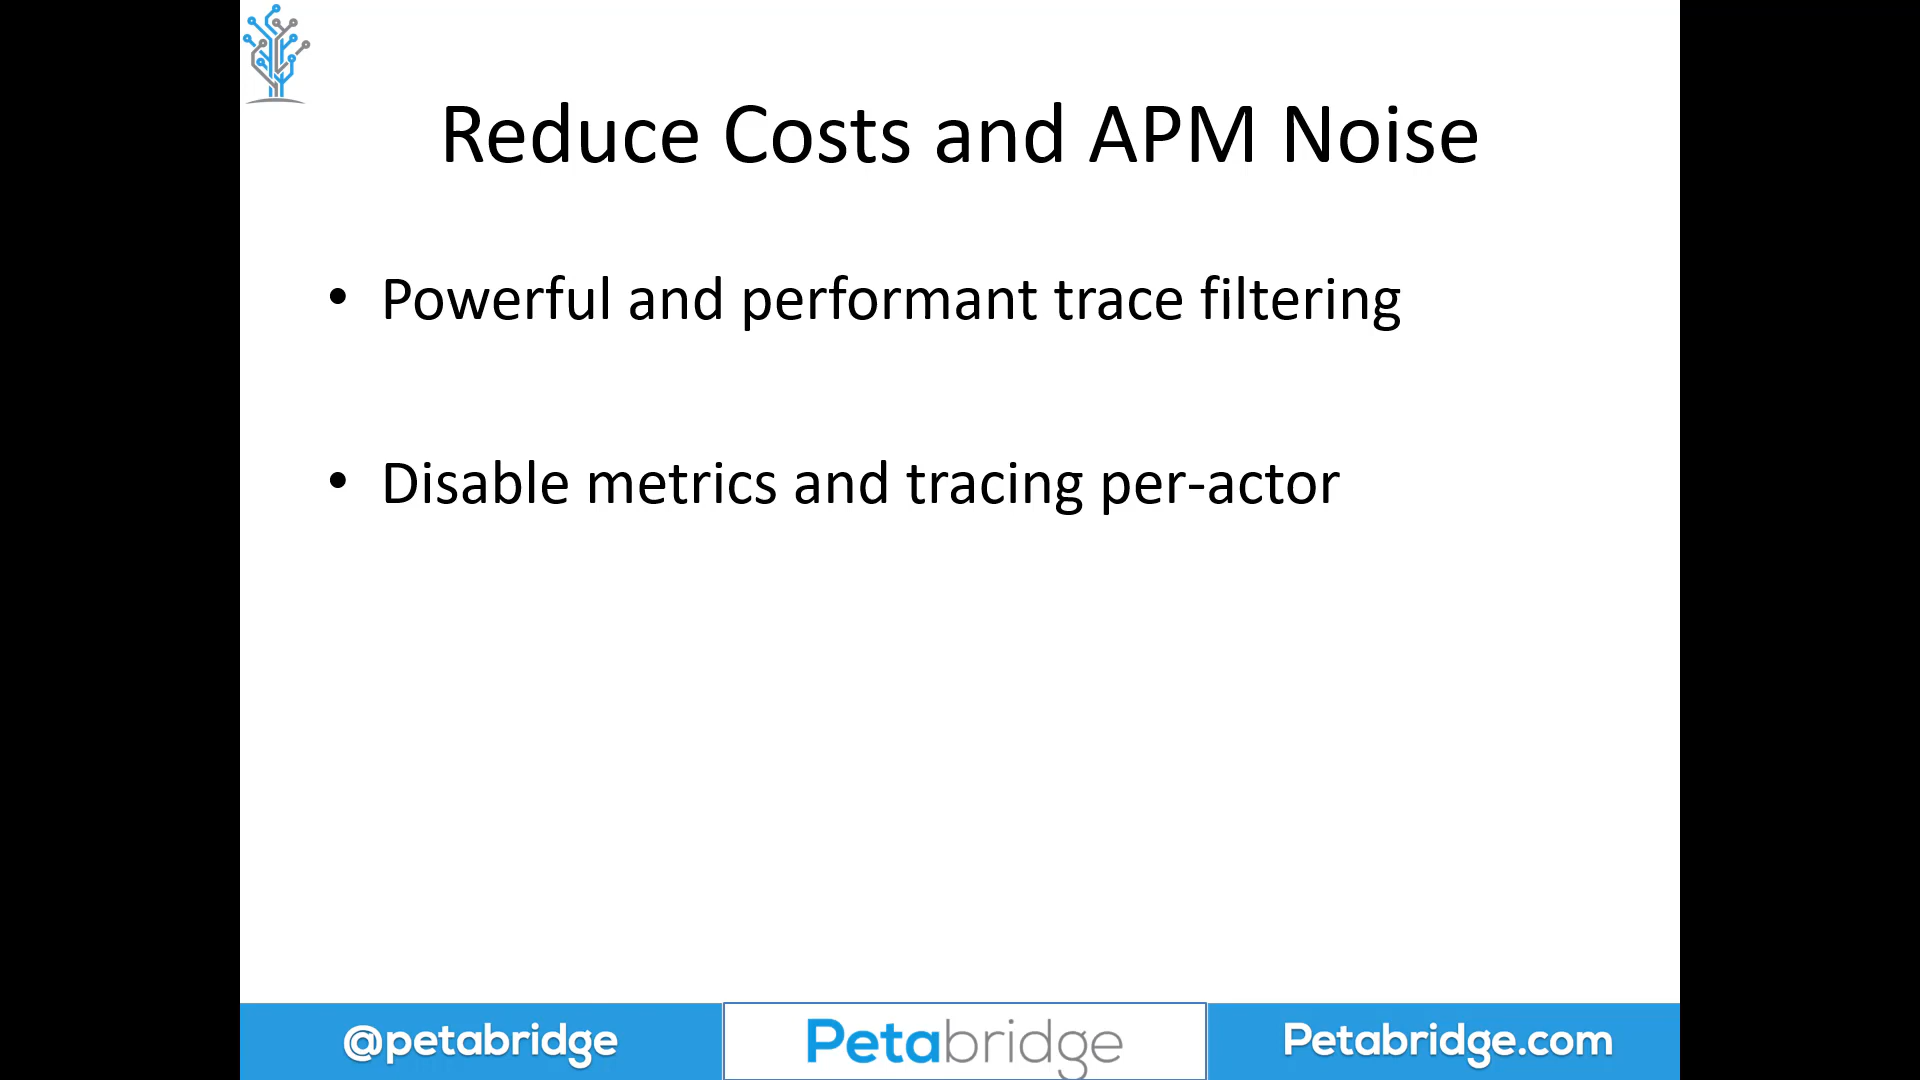 Reduce Costs and APM Noise
• Powerful and performant trace filtering
• Disable metrics and tracing per-actor
@petabridge
Petabridge
Petabridge.com